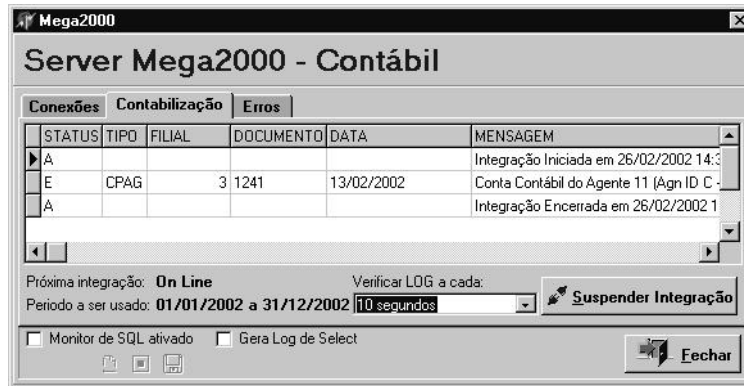 Mega2000
Server Mega2000 - Contábil
Conexões Contabilização Erros
STATUS TIPO FILIAL DOCUMENTO DATA MENSAGEM
A Integração Iniciada em 26/02/2002 14:3
E CPAG 3 1241 13/02/2002 Conta Contábil do Agente 11 (Agn ID C -
A Integração Encerrada em 26/02/2002 1
Próxima integração: On Line Verificar LOG a cada:
Periodo a ser usado: 01/01/2002 a 31/12/2002 10 segundos Suspender Integração
Monitor de SQL ativado Gera Log de Select
Fechar